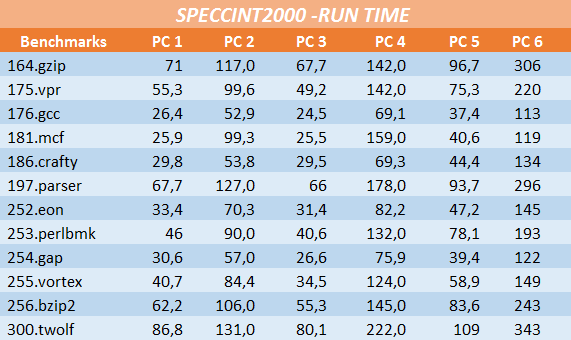 SPECCINT2000 -RUN TIME
Benchmarks PC 1 PC 2 PC 3 PC 4 PC 5 PC 6
164.gzip 71 117,0 67,7 142,0 96,7 306
175.vpr 55,3 99,6 49,2 142,0 75,3 220
176.gcc 26,4 52,9 24,5 69,1 37,4 113
181.mcf 25,9 99,3 25,5 159,0 40,6 119
186.crafty 29,8 53,8 29,5 69,3 44,4 134
197.parser 67,7 127,0 66 178,0 93,7 296
252.eon 33,4 70,3 31,4 82,2 47,2 145
253.perlbmk 46 90,0 40,6 132,0 78,1 193
254.gap 30,6 57,0 26,6 75,9 39,4 122
255.vortex 40,7 84,4 34,5 124,0 58,9 149
256.bzip2 62,2 106,0 55,3 145,0 83,6 243
300.twolf 86,8 131,0 80,1 222,0 109 343